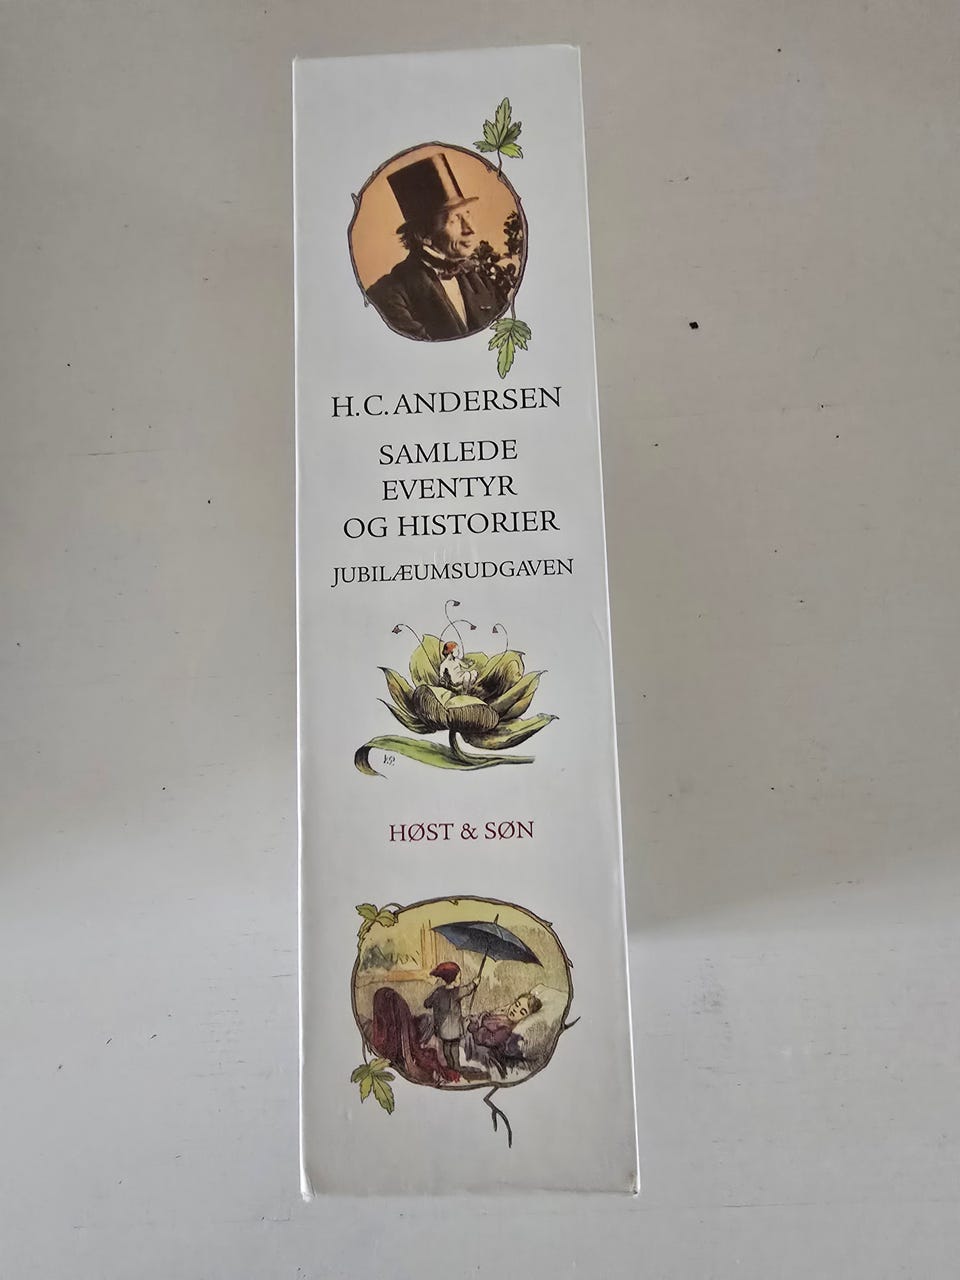 H.C. ANDERSEN
SAMLEDE
EVENTYR
OG HISTORIER
JUBILÆUMSUDGAVEN
V.P.
HØST & SØN